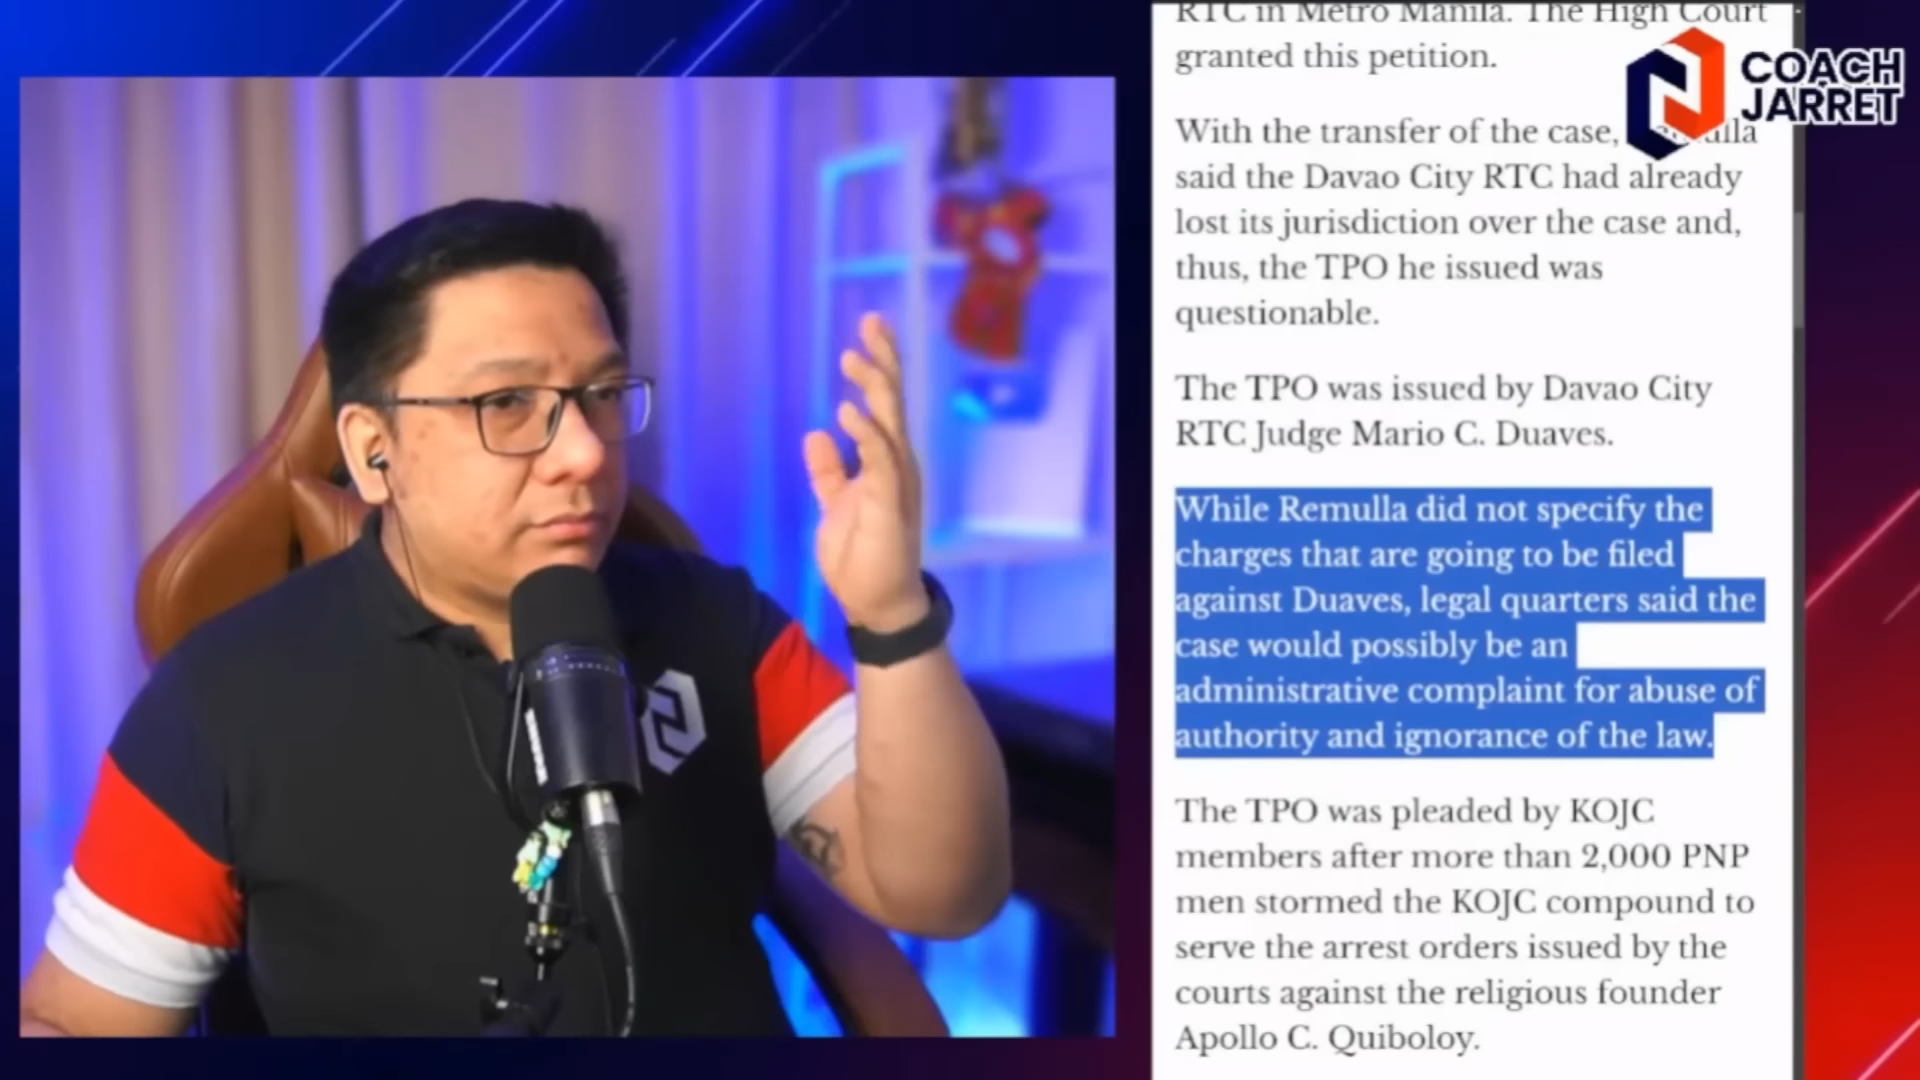 RTC in Metro Manila. The High Court
granted this petition.
COACH
JARRET
With the transfer of the case,
said the Davao City RTC had already
lost its jurisdiction over the case and,
thus, the TPO he issued was
questionable.
The TPO was issued by Davao City
RTC Judge Mario C. Duaves.
While Remulla did not specify the
charges that are going to be filed
against Duaves, legal quarters said the
case would possibly be an
administrative complaint for abuse of
authority and ignorance of the law.
The TPO was pleaded by KOJC
members after more than 2,000 PNP
men stormed the KOJC compound to
serve the arrest orders issued by the
courts against the religious founder
Apollo C. Quiboloy.